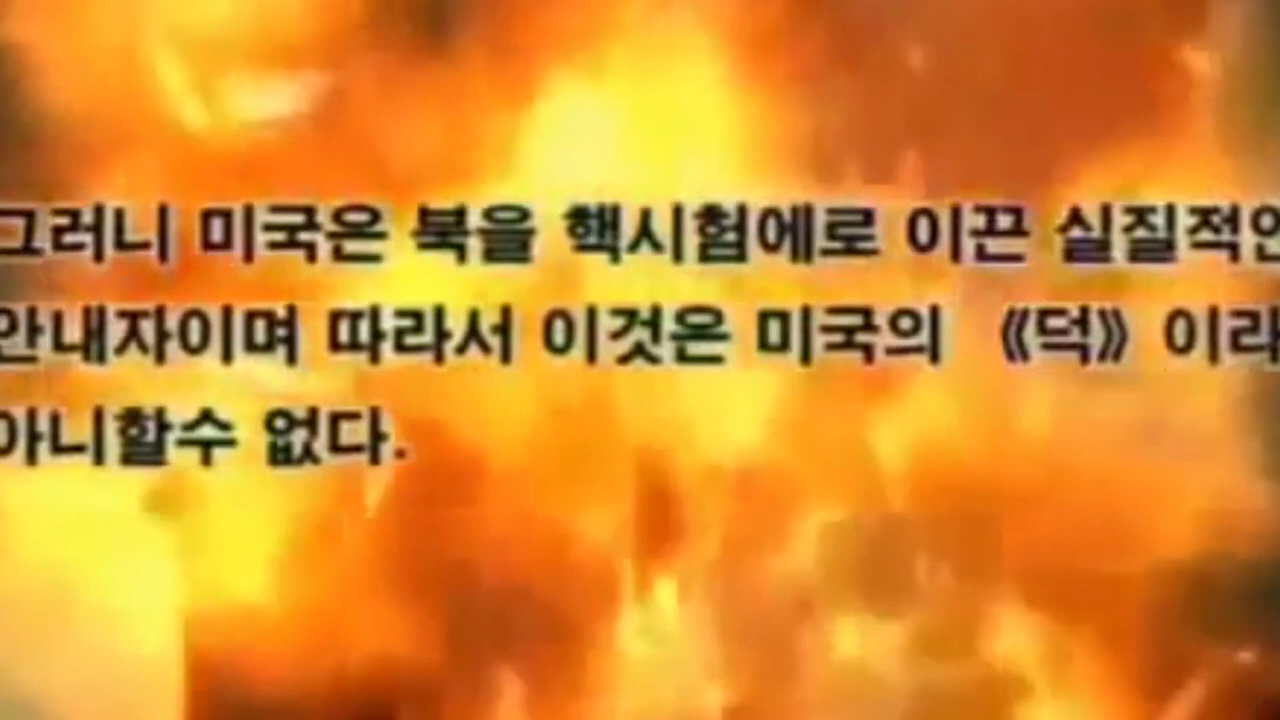 그러니 미국은 북을 핵시험에로 이끈 실질적인
안내자이며 따라서 이것은 미국의 《덕》 이라
아니할수 없다.